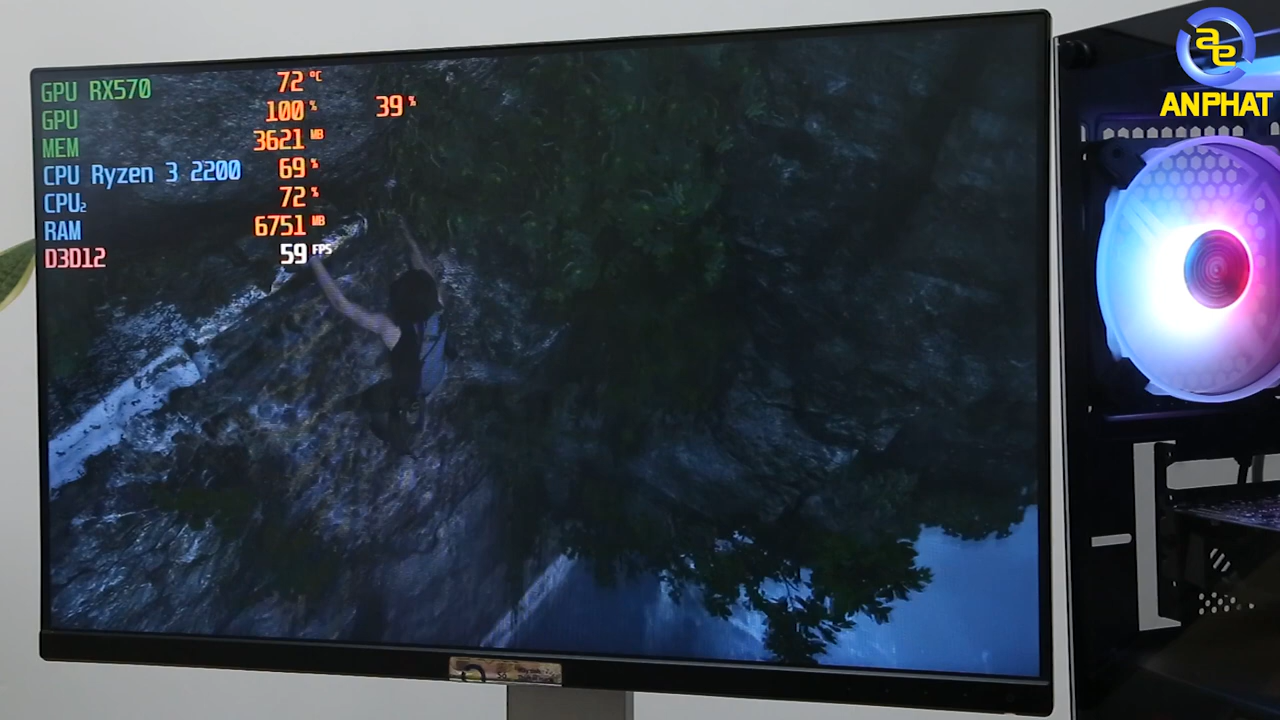 GPU RX570 72 °C
GPU 100 % 39 %
MEM 3621 MB
CPU Ryzen 3 2200 69 %
CPU₂ 72 %
RAM 6751 MB
D3D12 59 FPS
ae
ANPHAT